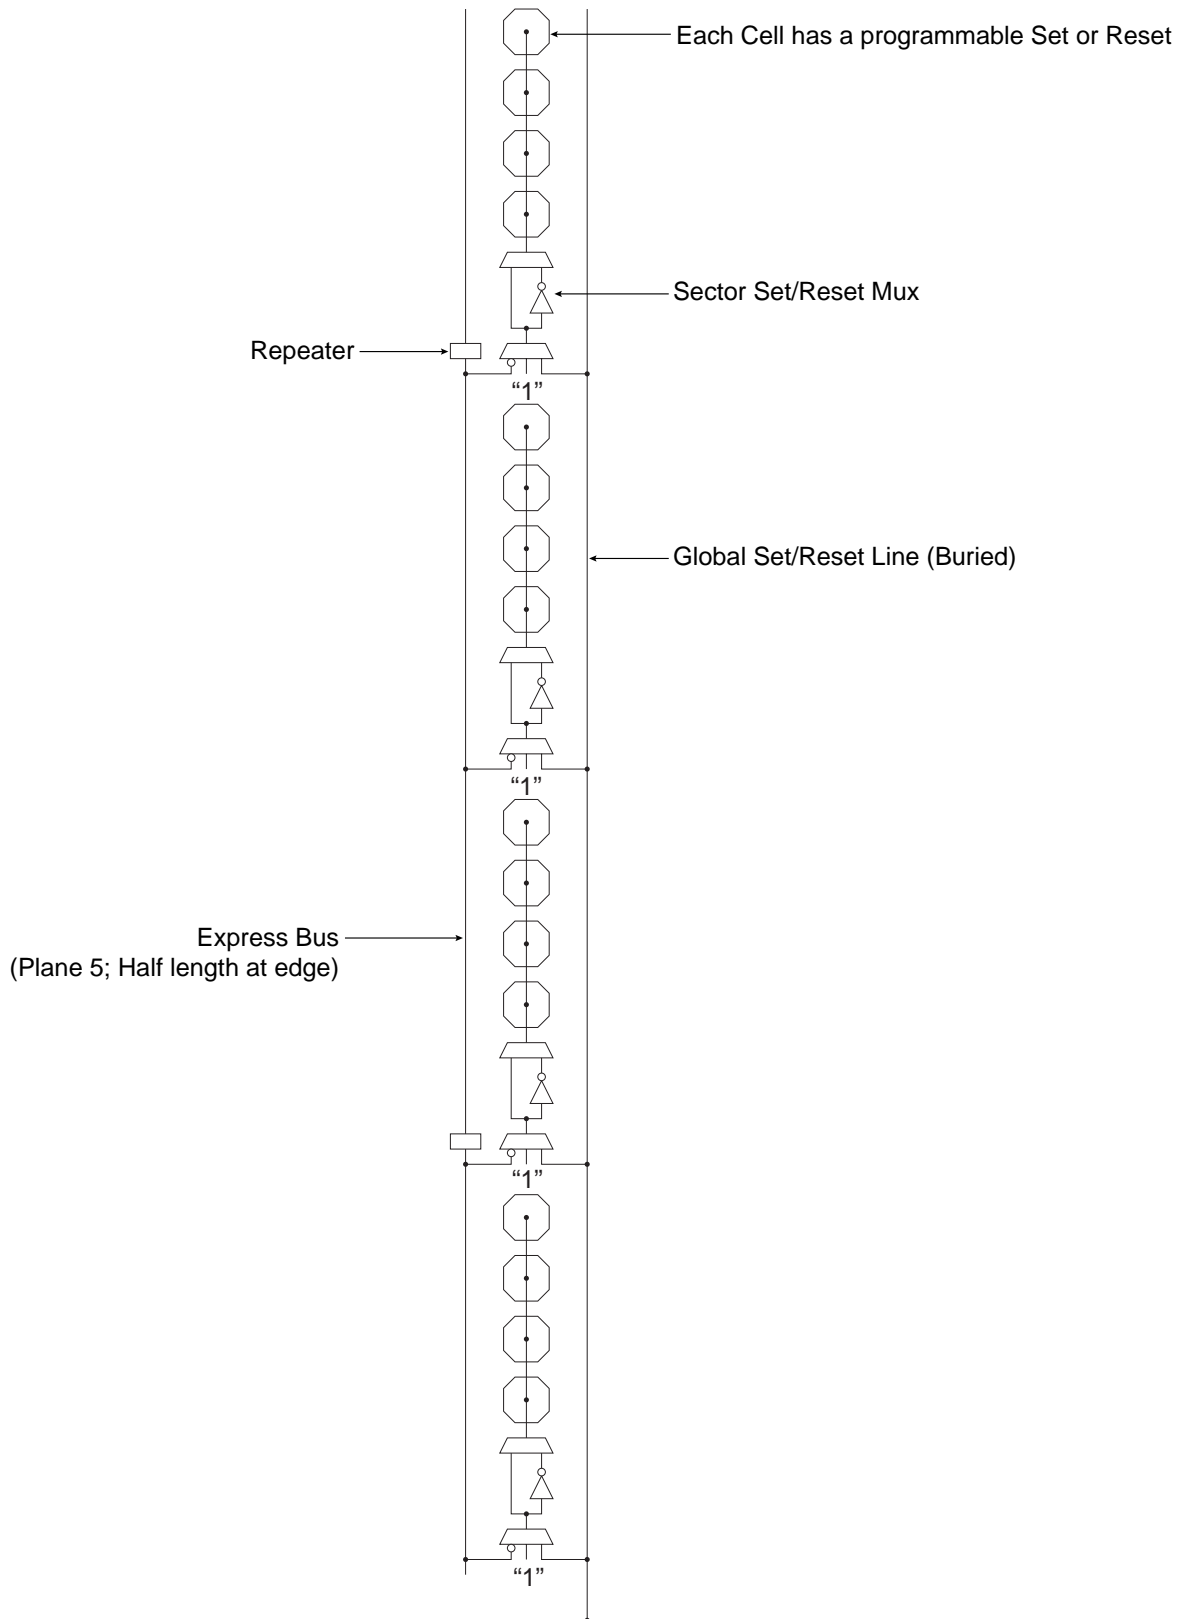 Each Cell has a programmable Set or Reset
Sector Set/Reset Mux
Repeater
“1”
Global Set/Reset Line (Buried)
“1”
Express Bus
(Plane 5; Half length at edge)
“1”
“1”